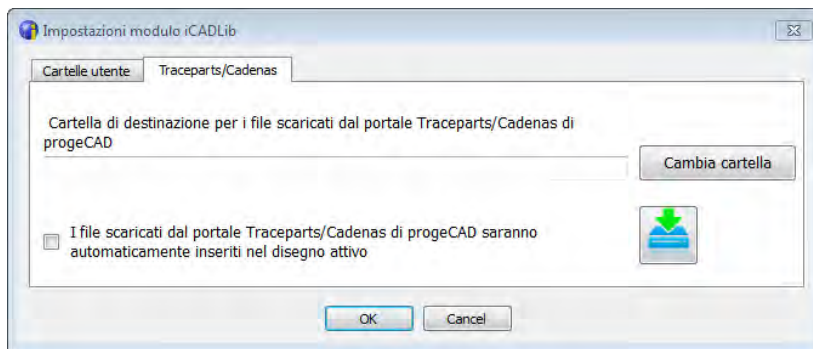 Impostazioni modulo iCADLib
Cartelle utente
Traceparts/Cadenas
Cartella di destinazione per i file scaricati dal portale Traceparts/Cadenas di
progeCAD
Cambia cartella
I file scaricati dal portale Traceparts/Cadenas di progeCAD saranno
automaticamente inseriti nel disegno attivo
OK
Cancel